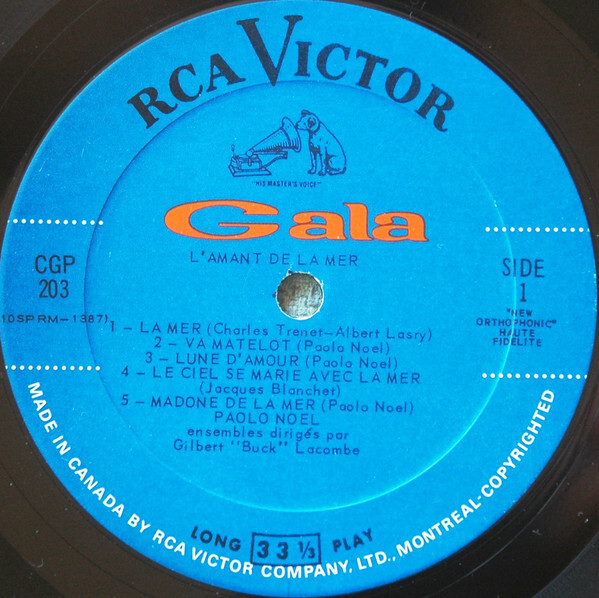 RCA VICTOR
"HIS MASTER'S VOICE"
Gala
L'AMANT DE LA MER
CGP
203
SIDE
1
(10SPRM-1387)
"NEW
ORTHOPHONIC"
HAUTE
FIDELITE
1 – LA MER (Charles Trenet-Albert Lasry)
2 – VA MATELOT (Paolo Noel)
3 – LUNE D'AMOUR (Paolo Noel)
4 – LE CIEL SE MARIE AVEC LA MER
(Jacques Blanchet)
5 – MADONE DE LA MER (Paolo Noel)
PAOLO NOEL
ensembles dirigés par
Gilbert "Buck" Lacombe
LONG 33 1/3 PLAY
MADE IN CANADA BY RCA VICTOR COMPANY, LTD., MONTREAL-COPYRIGHTED